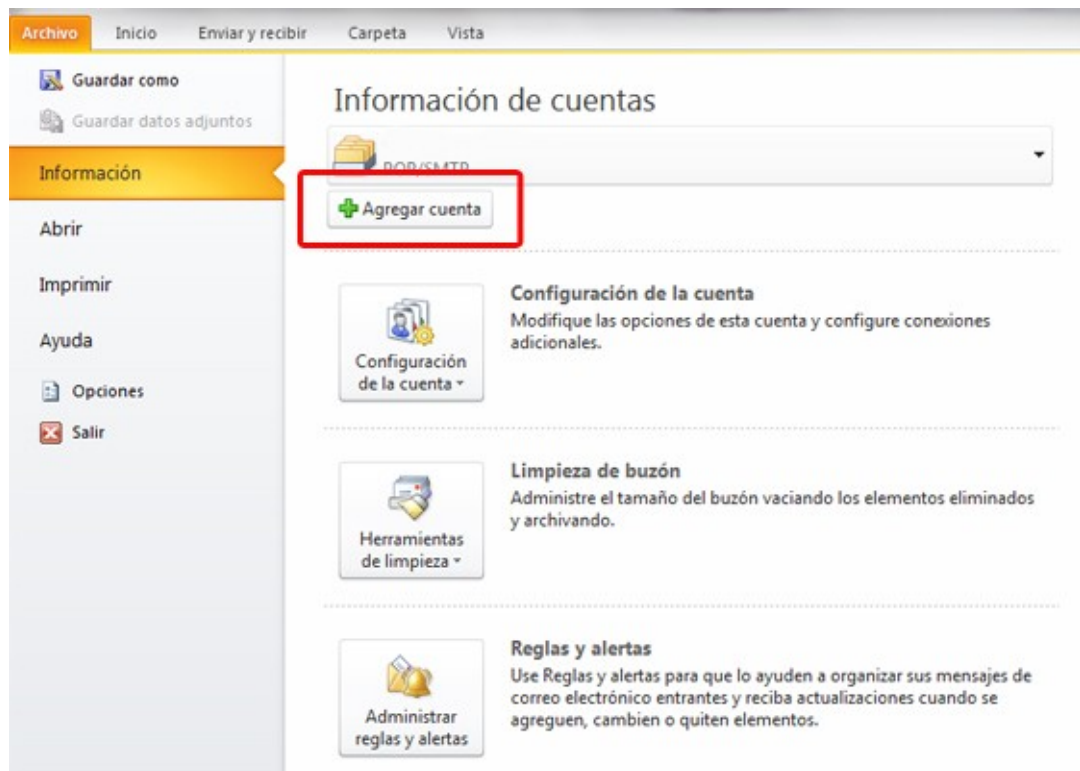 Archivo Inicio Enviar y recibir Carpeta Vista
Guardar como
Guardar datos adjuntos
Información
Abrir
Imprimir
Ayuda
Opciones
Salir
Información de cuentas
POP/SMTP
Agregar cuenta
Configuración
de la cuenta
Configuración de la cuenta
Modifique las opciones de esta cuenta y configure conexiones
adicionales.
Herramientas
de limpieza
Limpieza de buzón
Administre el tamaño del buzón vaciando los elementos eliminados
y archivando.
Administrar
reglas y alertas
Reglas y alertas
Use Reglas y alertas para que lo ayuden a organizar sus mensajes de
correo electrónico entrantes y reciba actualizaciones cuando se
agreguen, cambien o quiten elementos.